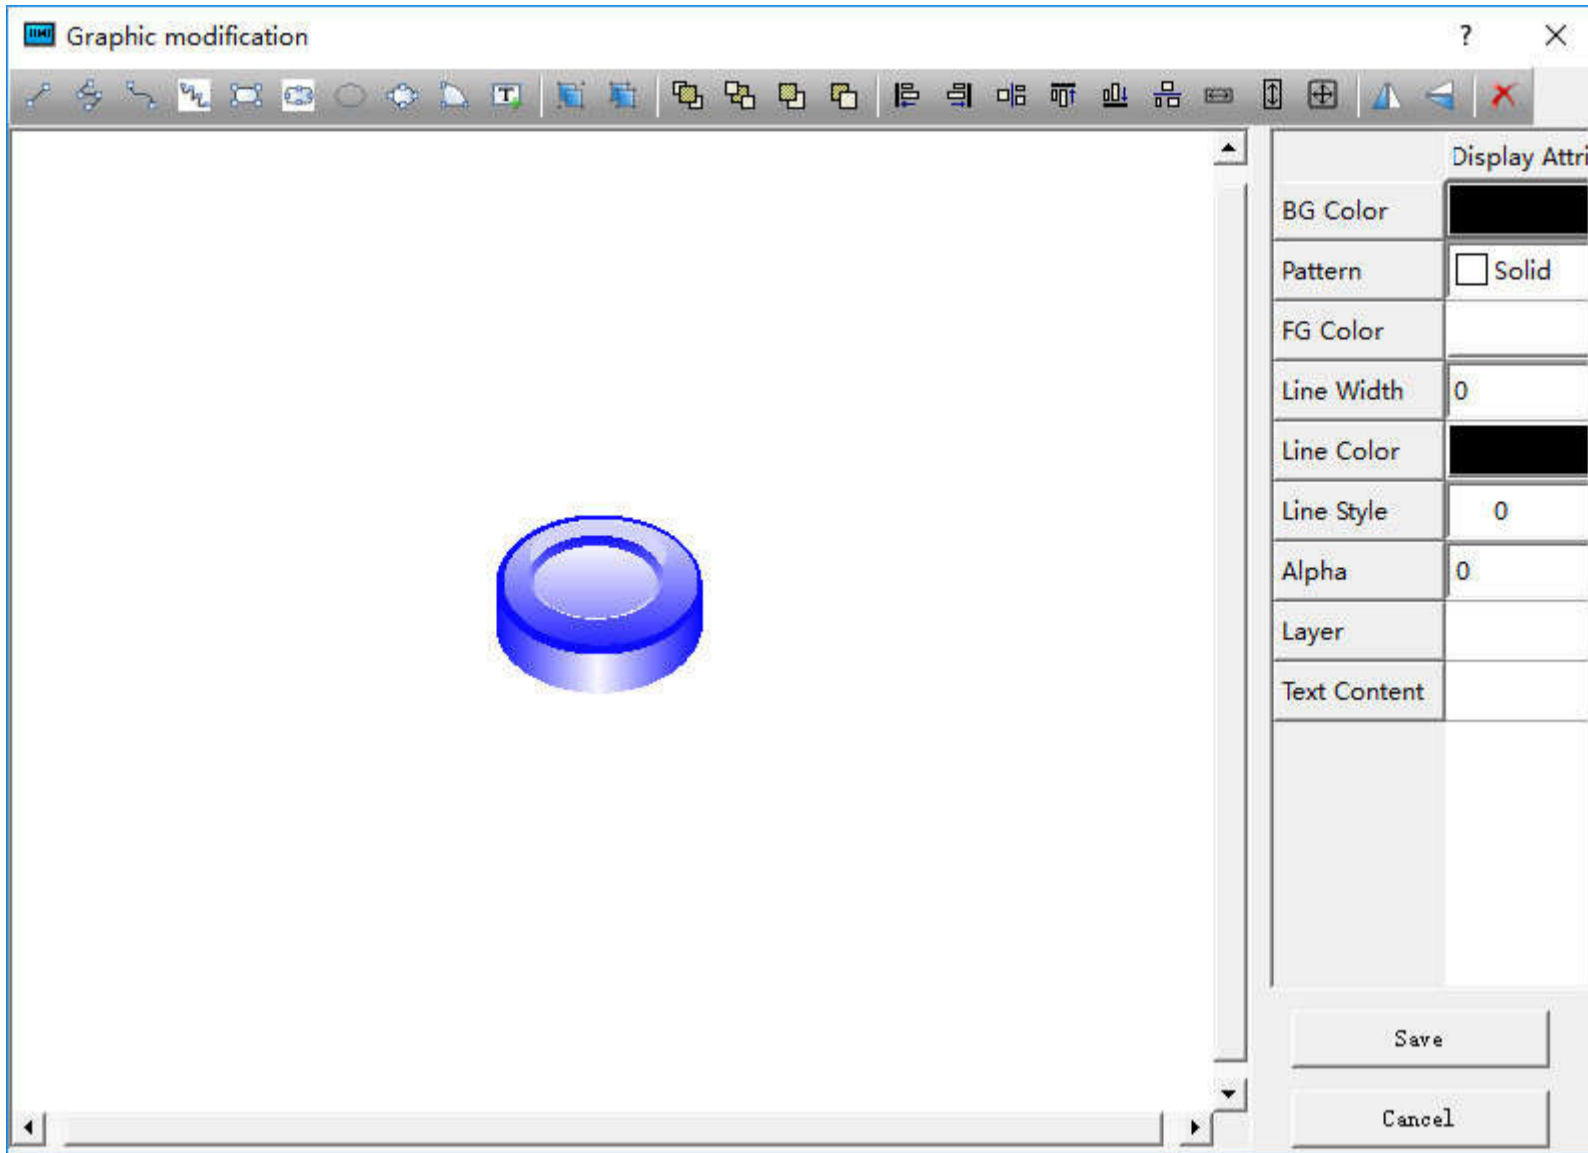 Graphic modification
?
T
Display Attri
BG Color
Pattern Solid
FG Color
Line Width 0
Line Color
Line Style 0
Alpha 0
Layer
Text Content
Save
Cancel